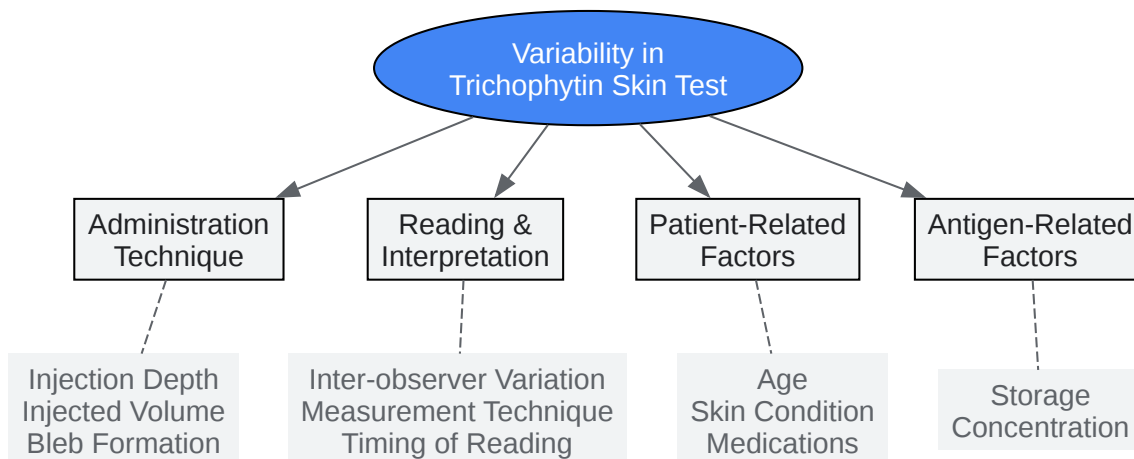 Variability in
Trichophytin Skin Test
Administration
Technique
Reading &
Interpretation
Patient-Related
Factors
Antigen-Related
Factors
Injection Depth
Injected Volume
Bleb Formation
Inter-observer Variation
Measurement Technique
Timing of Reading
Age
Skin Condition
Medications
Storage
Concentration